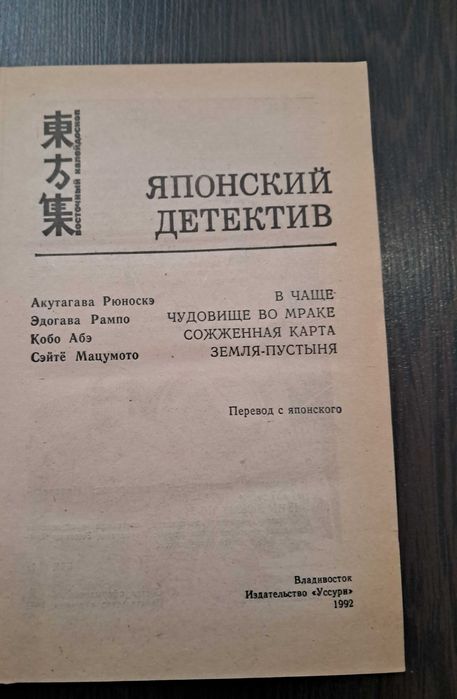 東方集
восточный калейдоскоп
ЯПОНСКИЙ
ДЕТЕКТИВ
Акутагава Рюноскэ
В ЧАЩЕ
Эдогава Рампо
ЧУДОВИЩЕ ВО МРАКЕ
Кобо Абэ
СОЖЖЕННАЯ КАРТА
Сэйтё Мацумото
ЗЕМЛЯ-ПУСТЫНЯ
Перевод с японского
Владивосток
Издательство «Уссури»
1992